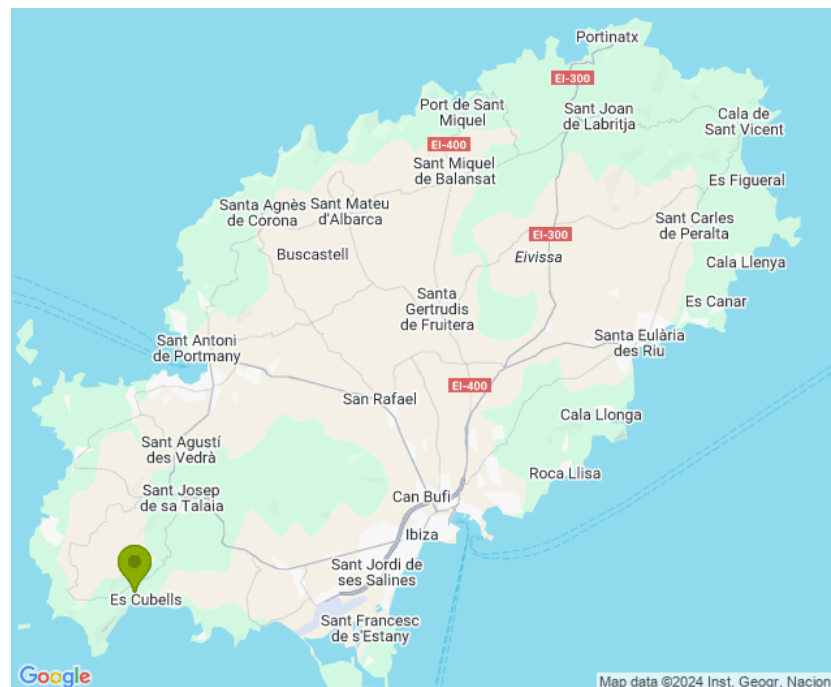 Portinatx
EI-300
Port de Sant
Miquel
Sant Joan
de Labritja
Cala de
Sant Vicent
EI-400
Sant Miquel
de Balansat
Es Figueral
Santa Agnès
de Corona
Sant Mateu
d'Albarca
Sant Carles
de Peralta
EI-300
Buscastell
Eivissa
Cala Llenya
Santa
Gertrudis
de Fruitera
Es Canar
Sant Antoni
de Portmany
Santa Eulària
des Riu
EI-400
San Rafael
Cala Llonga
Sant Agustí
des Vedrà
Roca Llisa
Sant Josep
de sa Talaia
Can Bufi
Ibiza
Sant Jordi de
ses Salines
Es Cubells
Sant Francesc
de s'Estany
Google
Map data ©2024 Inst. Geogr. Nacion